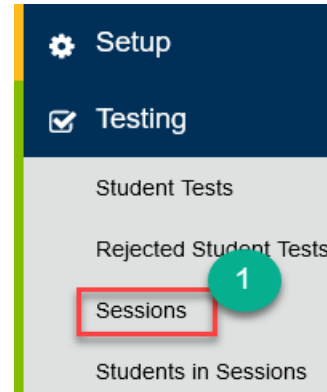 Setup
Testing
Student Tests
Rejected Student Tests
1
Sessions
Students in Sessions